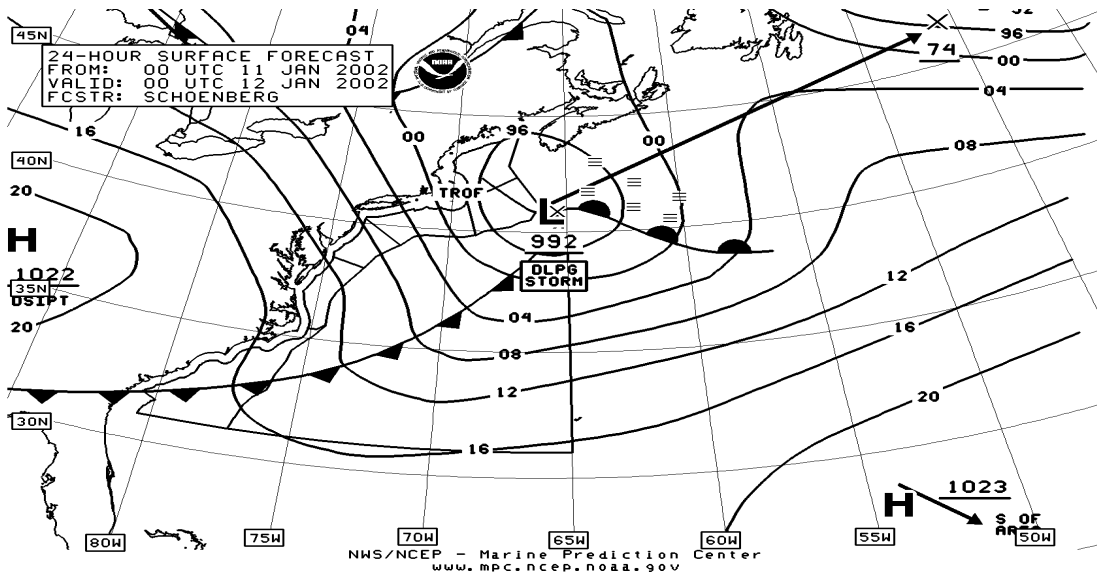 52
04
45N
96
24-HOUR SURFACE FORECAST
FROM: 00 UTC 11 JAN 2002
VALID: 00 UTC 12 JAN 2002
FCSTR: SCHOENBERG
NOAA
74
00
04
16
00
96
00
08
40N
20
TROF
H
L
992
1022
35N
DSIPT
DLPG
STORM
12
20
04
16
08
12
20
30N
16
H
1023
S OF
80W
75W
70W
65W
60W
55W
50W
NWS/NCEP - Marine Prediction Center
www.mpc.ncep.noaa.gov